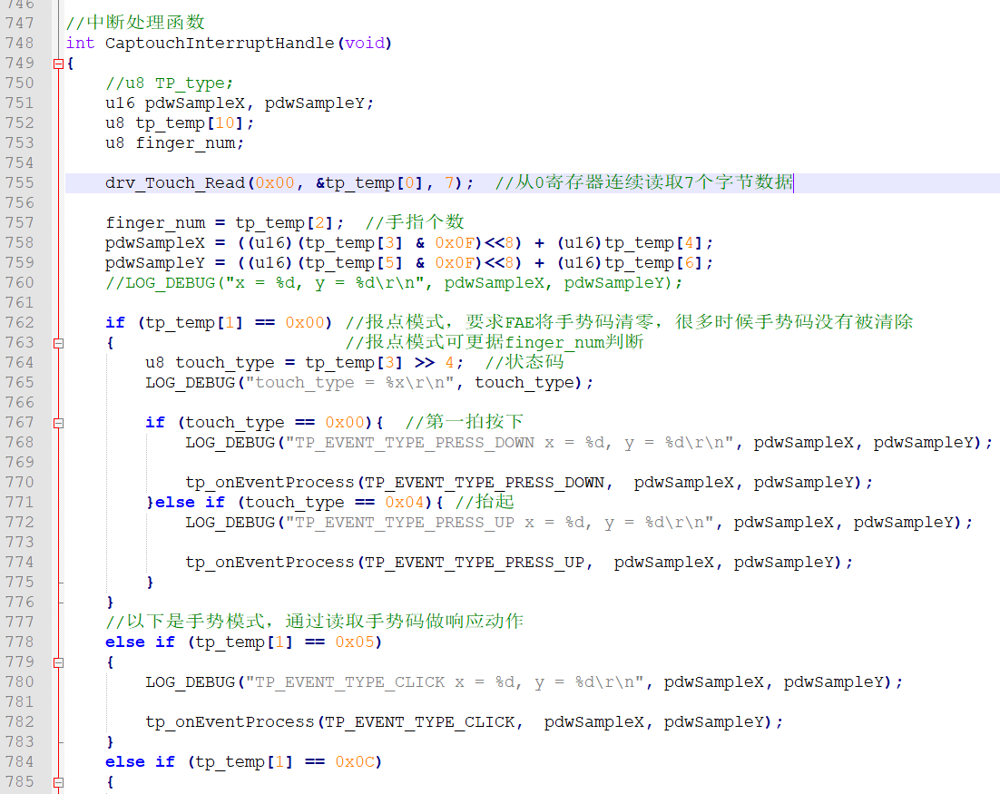 746
747 //中断处理函数
748 int CaptouchInterruptHandle(void)
749 {
750     //u8 TP_type;
751     u16 pdwSampleX, pdwSampleY;
752     u8 tp_temp[10];
753     u8 finger_num;
754
755     drv_Touch_Read(0x00, &tp_temp[0], 7);  //从0寄存器连续读取7个字节数据
756
757     finger_num = tp_temp[2];  //手指个数
758     pdwSampleX = ((u16)(tp_temp[3] & 0x0F)<<8) + (u16)tp_temp[4];
759     pdwSampleY = ((u16)(tp_temp[5] & 0x0F)<<8) + (u16)tp_temp[6];
760     //LOG_DEBUG("x = %d, y = %d\r\n", pdwSampleX, pdwSampleY);
761
762     if (tp_temp[1] == 0x00) //报点模式，要求FAE将手势码清零，很多时候手势码没有被清除
763     {                       //报点模式可更据finger_num判断
764         u8 touch_type = tp_temp[3] >> 4;  //状态码
765         LOG_DEBUG("touch_type = %x\r\n", touch_type);
766
767         if (touch_type == 0x00){  //第一拍按下
768             LOG_DEBUG("TP_EVENT_TYPE_PRESS_DOWN x = %d, y = %d\r\n", pdwSampleX, pdwSampleY);
769
770             tp_onEventProcess(TP_EVENT_TYPE_PRESS_DOWN,  pdwSampleX, pdwSampleY);
771         }else if (touch_type == 0x04){ //抬起
772             LOG_DEBUG("TP_EVENT_TYPE_PRESS_UP x = %d, y = %d\r\n", pdwSampleX, pdwSampleY);
773
774             tp_onEventProcess(TP_EVENT_TYPE_PRESS_UP,  pdwSampleX, pdwSampleY);
775         }
776     }
777     //以下是手势模式，通过读取手势码做响应动作
778     else if (tp_temp[1] == 0x05)
779     {
780         LOG_DEBUG("TP_EVENT_TYPE_CLICK x = %d, y = %d\r\n", pdwSampleX, pdwSampleY);
781
782         tp_onEventProcess(TP_EVENT_TYPE_CLICK,  pdwSampleX, pdwSampleY);
783     }
784     else if (tp_temp[1] == 0x0C)
785     {